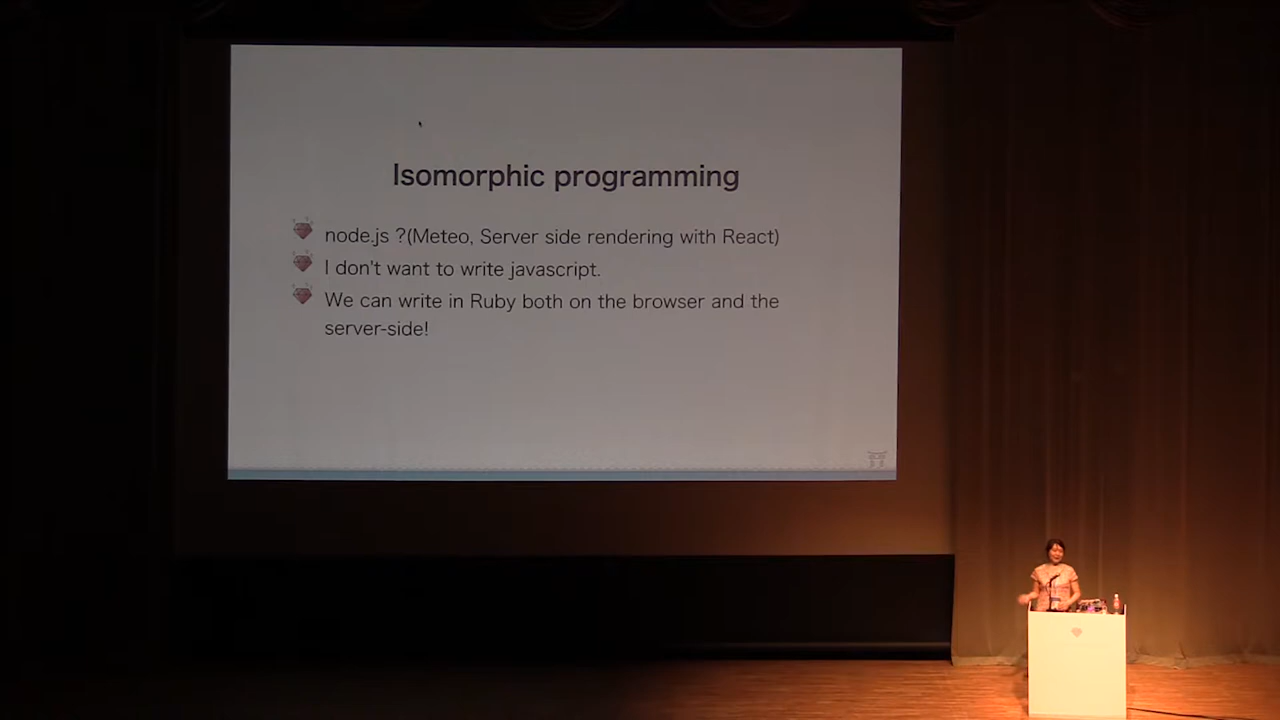 Isomorphic programming
node.js ?(Meteo, Server side rendering with React)
I don't want to write javascript.
We can write in Ruby both on the browser and the
server-side!